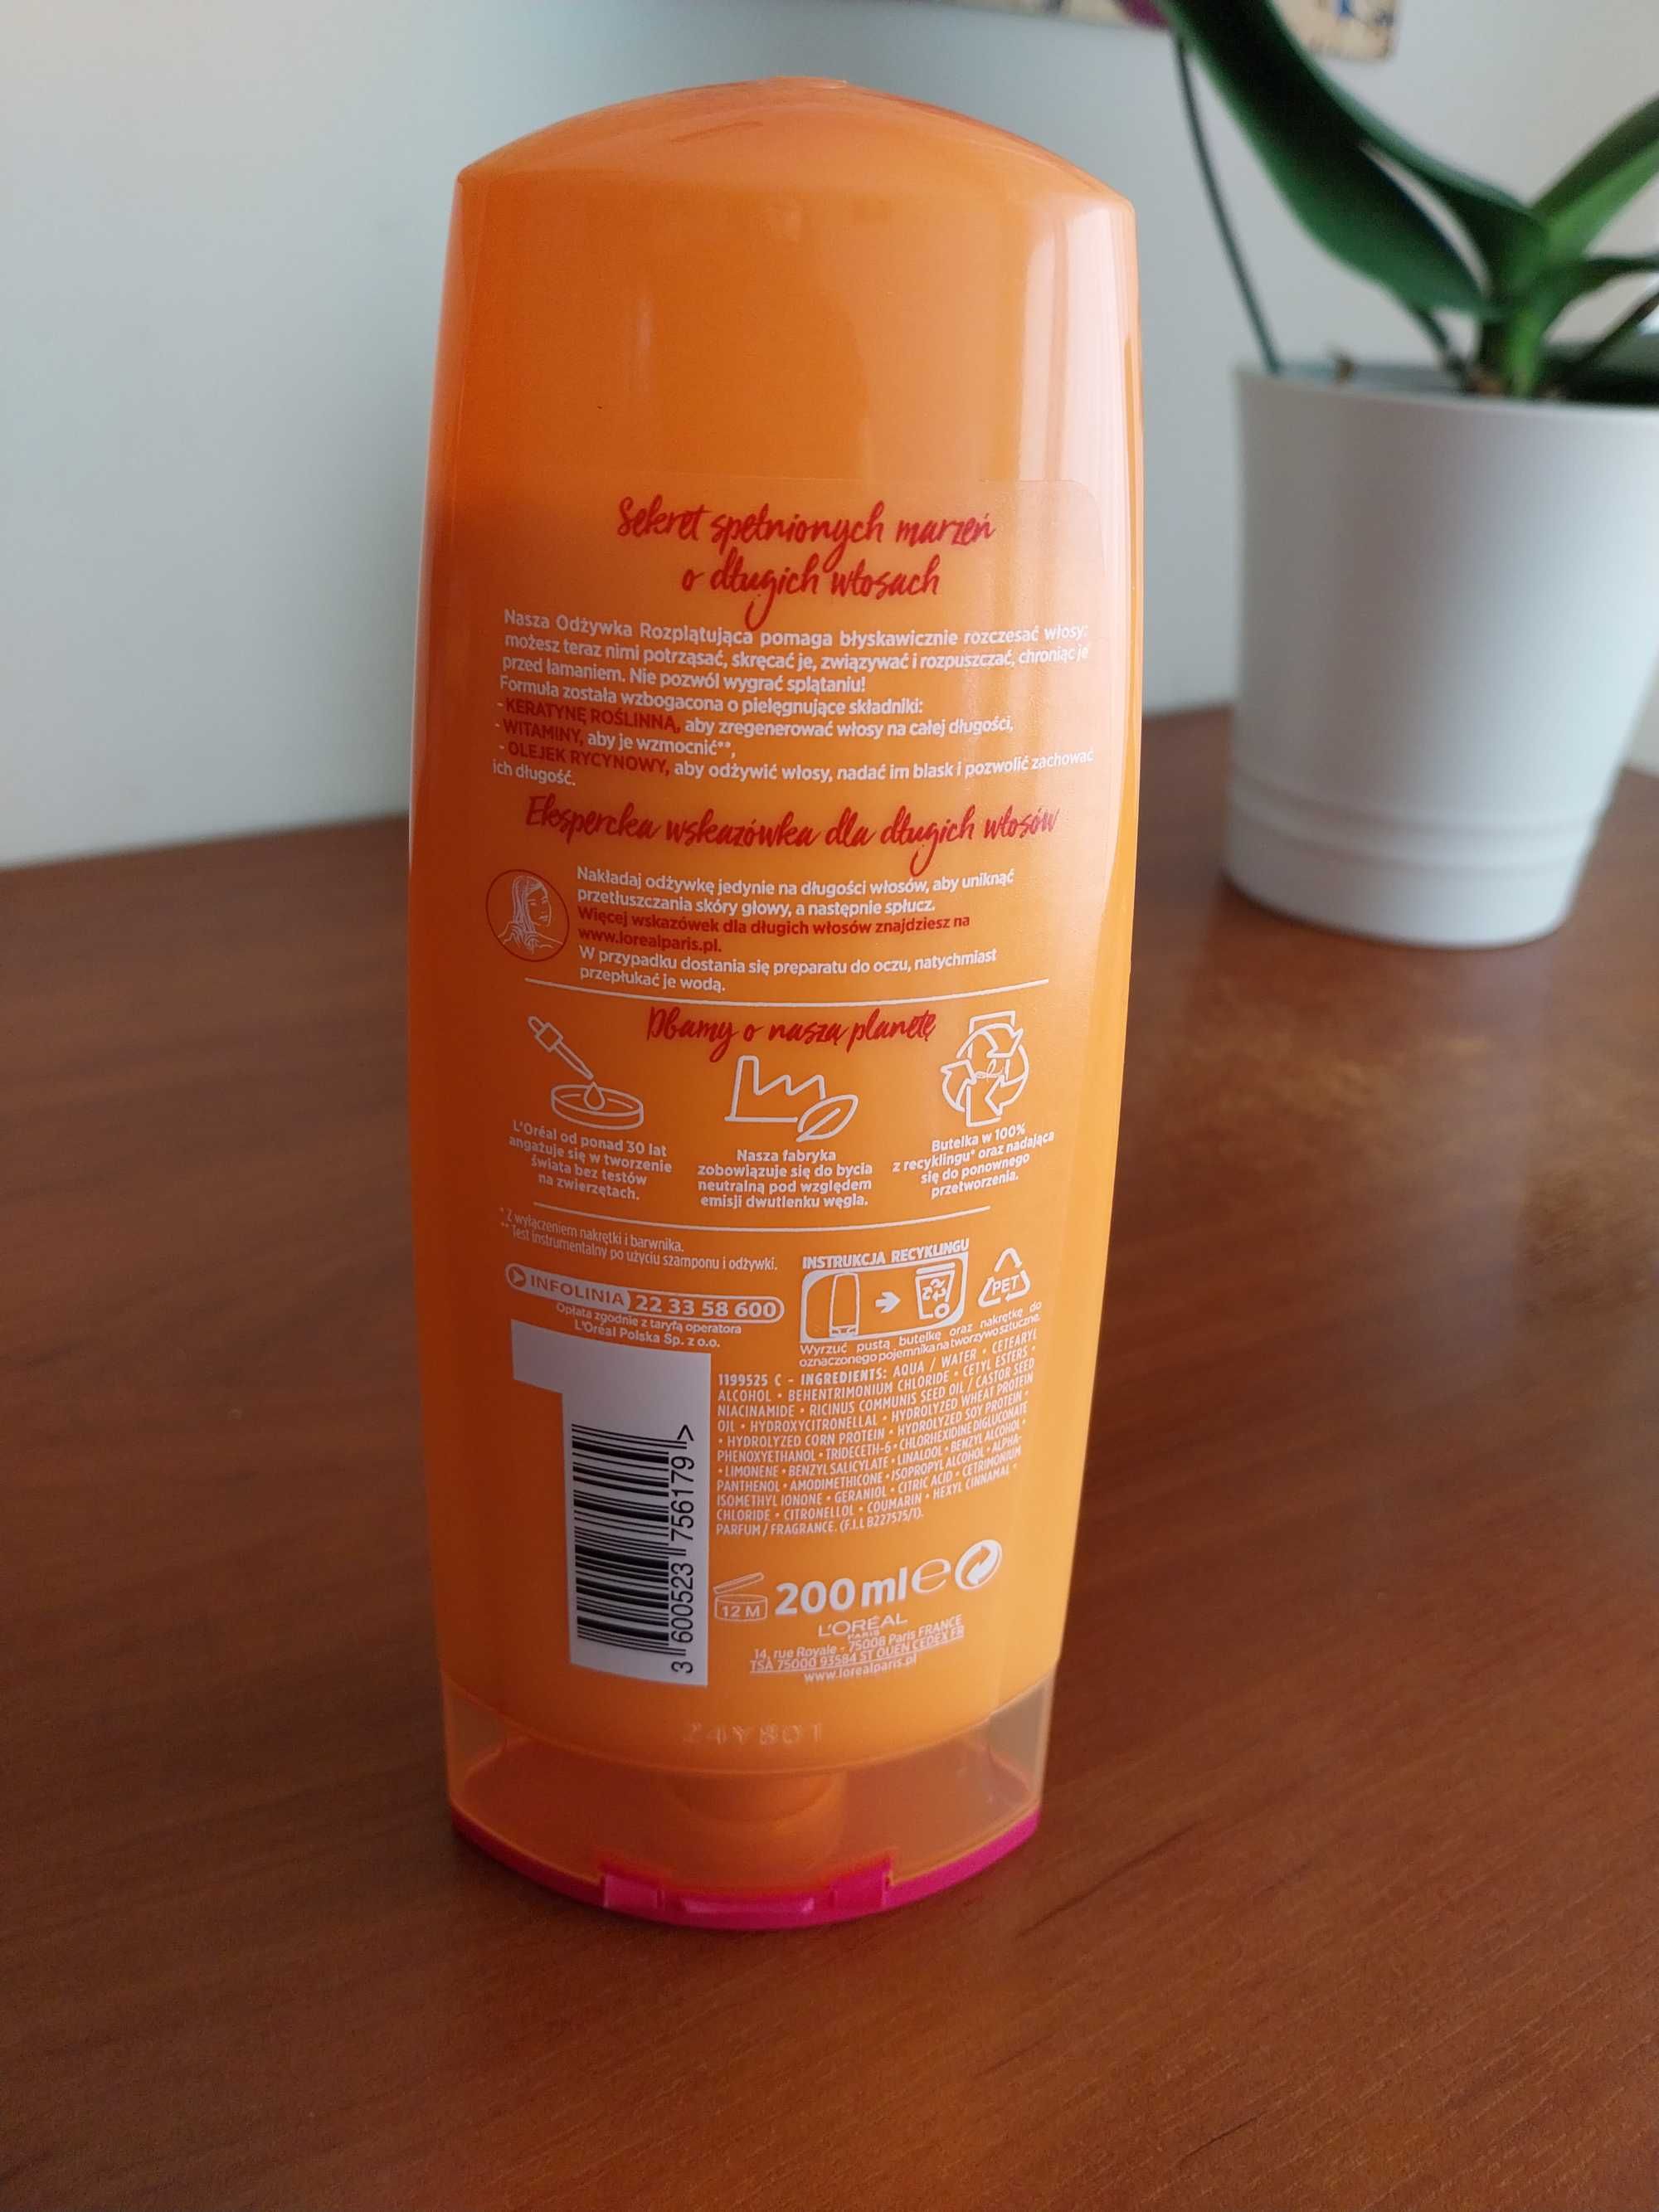 Sekret spełnionych marzeń
o długich włosach
Nasza Odżywka Rozplątująca pomaga błyskawicznie rozczesać włosy:
możesz teraz nimi potrząsać, skręcać je, związywać i rozpuszczać, chroniąc je
przed łamaniem. Nie pozwól wygrać splątaniu!
Formuła została wzbogacona o pielęgnujące składniki:
- KERATYNĘ ROŚLINNĄ, aby zregenerować włosy na całej długości,
- WITAMINY, aby je wzmocnić**,
- OLEJEK RYCYNOWY, aby odżywić włosy, nadać im blask i pozwolić zachować
ich długość.
Ekspercka wskazówka dla długich włosów
Nakładaj odżywkę jedynie na długości włosów, aby uniknąć
przetłuszczania skóry głowy, a następnie spłucz.
Więcej wskazówek dla długich włosów znajdziesz na
www.lorealparis.pl.
W przypadku dostania się preparatu do oczu, natychmiast
przepłukać je wodą.
Dbamy o naszą planetę
L'Oréal od ponad 30 lat
angażuje się w tworzenie
świata bez testów
na zwierzętach.
Nasza fabryka
zobowiązuje się do bycia
neutralną pod względem
emisji dwutlenku węgla.
Butelka w 100%
z recyklingu* oraz nadająca
się do ponownego
przetworzenia.
* Z wyłączeniem nakrętki i barwnika.
** Test instrumentalny po użyciu szamponu i odżywki.
INFOLINIA 22 33 58 600
Opłata zgodnie z taryfą operatora
L'Oréal Polska Sp. z o.o.
INSTRUKCJA RECYKLINGU
PET
Wyrzuć pustą butelkę oraz nakrętkę do
oznaczonego pojemnika na tworzywo sztuczne.
1199525 C - INGREDIENTS: AQUA / WATER • CETEARYL
ALCOHOL • BEHENTRIMONIUM CHLORIDE • CETYL ESTERS •
NIACINAMIDE • RICINUS COMMUNIS SEED OIL / CASTOR SEED
OIL • HYDROXYCITRONELLAL • HYDROLYZED WHEAT PROTEIN
• HYDROLYZED CORN PROTEIN • HYDROLYZED SOY PROTEIN •
PHENOXYETHANOL • TRIDECETH-6 • CHLORHEXIDINE DIGLUCONATE
• LIMONENE • BENZYL SALICYLATE • LINALOOL • BENZYL ALCOHOL •
PANTHENOL • AMODIMETHICONE • ISOPROPYL ALCOHOL • ALPHA-
ISOMETHYL IONONE • GERANIOL • CITRIC ACID • CETRIMONIUM
CHLORIDE • CITRONELLOL • COUMARIN • HEXYL CINNAMAL •
PARFUM / FRAGRANCE. (F.I.L B227575/1).
3 600523 756179 >
12 M
200 ml e
L'ORÉAL
PARIS
14, rue Royale - 75008 Paris FRANCE
TSA 75000 93584 ST OUEN CEDEX FR
www.lorealparis.pl
24Y801